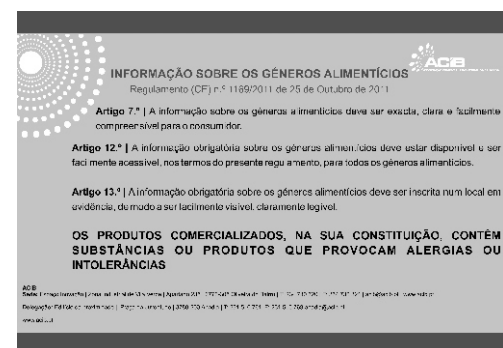 ACIB
INFORMAÇÃO SOBRE OS GÉNEROS ALIMENTÍCIOS
Regulamento (CE) n.º 1169/2011 de 25 de Outubro de 2011
Artigo 7.º | A informação sobre os géneros alimentícios deve ser exacta, clara e facilmente
compreensível para o consumidor.
Artigo 12.º | A informação obrigatória sobre os géneros alimentícios deve estar disponível e ser
facilmente acessível, nos termos do presente regulamento, para todos os géneros alimentícios.
Artigo 13.º | A informação obrigatória sobre os géneros alimentícios deve ser inscrita num local em
evidência, de modo a ser facilmente visível, claramente legível.
OS PRODUTOS COMERCIALIZADOS, NA SUA CONSTITUIÇÃO, CONTÊM
SUBSTÂNCIAS OU PRODUTOS QUE PROVOCAM ALERGIAS OU
INTOLERÂNCIAS
ACIB
Sede:
Delegação: